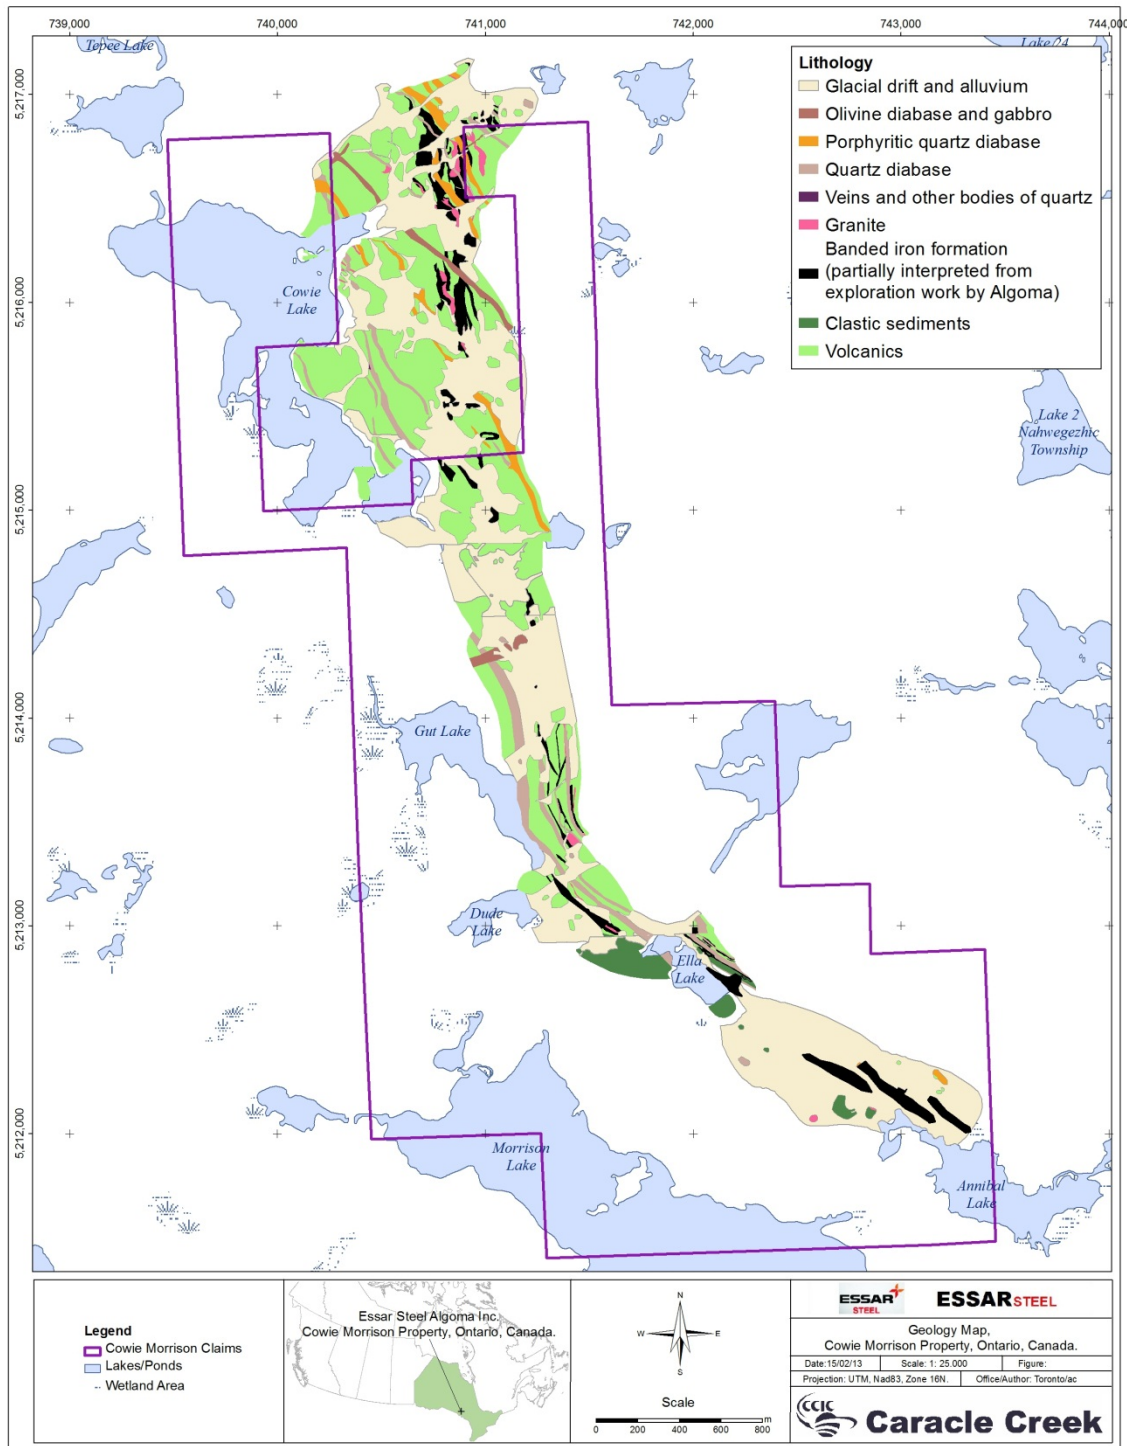 739,000
740,000
741,000
742,000
743,000
744,000
Tepee Lake
Lake 24
5,217,000
5,216,000
5,215,000
5,214,000
5,213,000
5,212,000
Lithology
Glacial drift and alluvium
Olivine diabase and gabbro
Porphyritic quartz diabase
Quartz diabase
Veins and other bodies of quartz
Granite
Banded iron formation
(partially interpreted from
exploration work by Algoma)
Clastic sediments
Volcanics
Cowie
Lake
Lake 2
Nahwegezhic
Township
Gut Lake
Dude
Lake
Ella
Lake
Morrison
Lake
Annibal
Lake
Legend
Cowie Morrison Claims
Lakes/Ponds
Wetland Area
Essar Steel Algoma Inc.
Cowie Morrison Property, Ontario, Canada.
N
W
E
S
Scale
0 200 400 600 800 m
ESSAR
STEEL
ESSAR STEEL
Geology Map,
Cowie Morrison Property, Ontario, Canada.
Date:15/02/13
Scale: 1: 25.000
Figure:
Projection: UTM, Nad83, Zone 16N.
Office/Author: Toronto/ac
CCIC
Caracle Creek